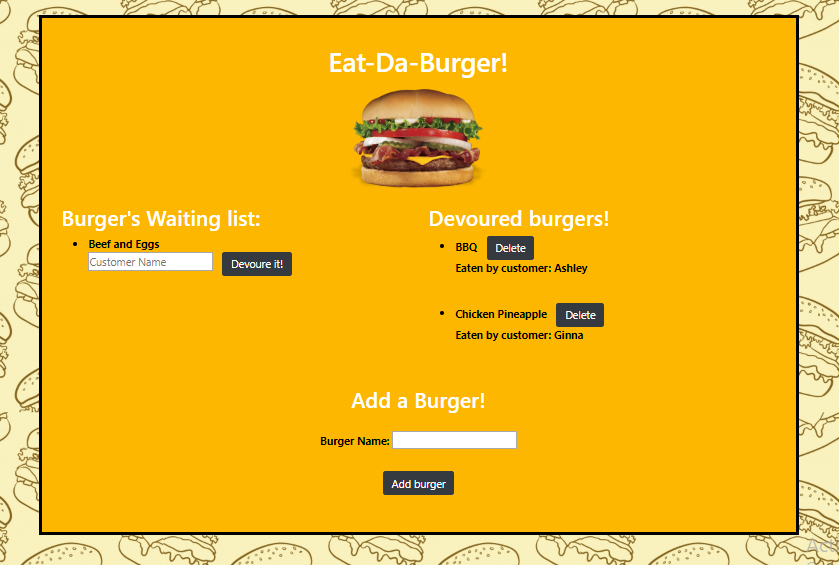 Eat-Da-Burger!
Burger's Waiting list:
Beef and Eggs
Customer Name
Devoure it!
Devoured burgers!
BBQ Delete
Eaten by customer: Ashley
Chicken Pineapple Delete
Eaten by customer: Ginna
Add a Burger!
Burger Name:
Add burger